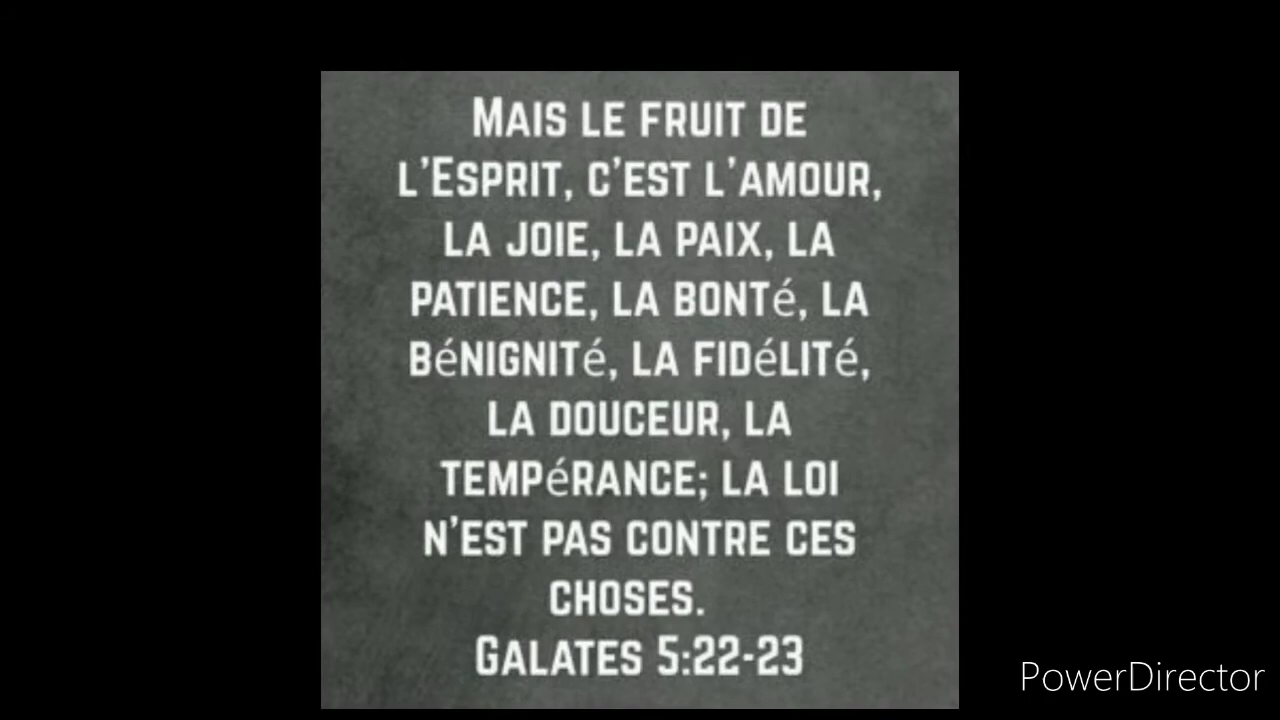 Mais le fruit de
l'Esprit, c'est l'amour,
la joie, la paix, la
patience, la bonté, la
bénignité, la fidélité,
la douceur, la
tempérance; la loi
n'est pas contre ces
choses.
Galates 5:22-23
PowerDirector